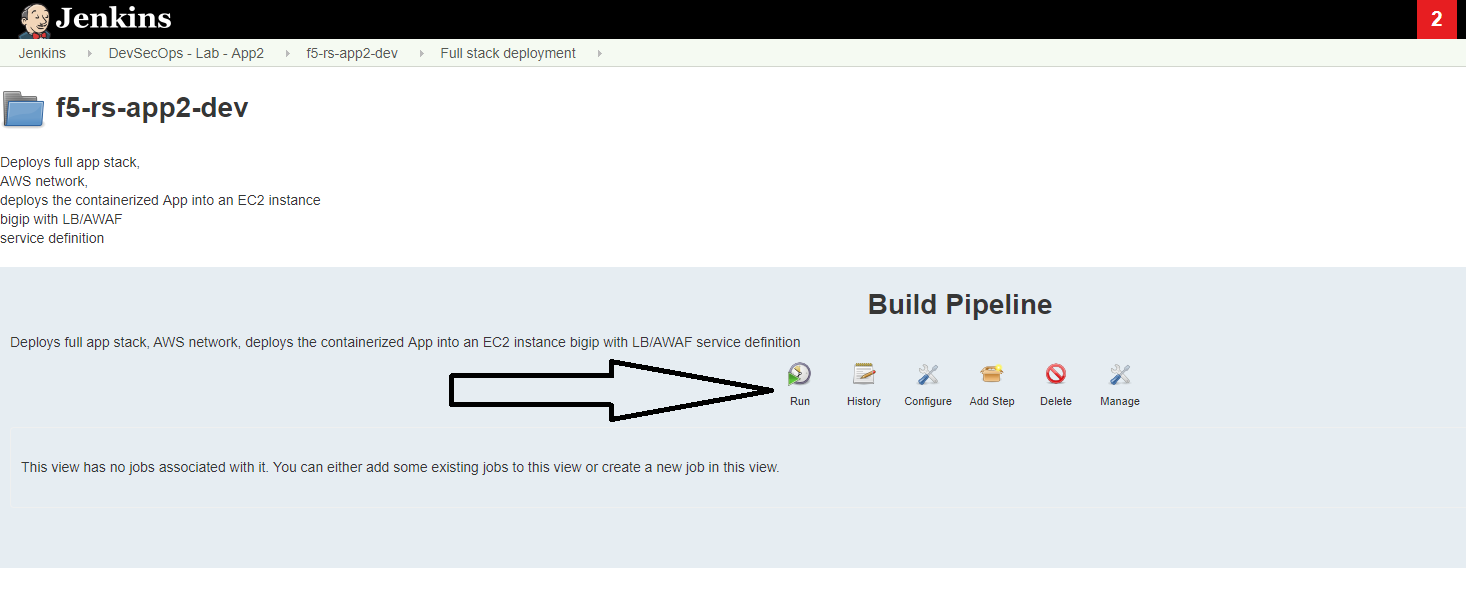 Jenkins
2
Jenkins
DevSecOps - Lab - App2
f5-rs-app2-dev
Full stack deployment
f5-rs-app2-dev
Deploys full app stack,
AWS network,
deploys the containerized App into an EC2 instance
bigip with LB/AWAF
service definition
Build Pipeline
Deploys full app stack, AWS network, deploys the containerized App into an EC2 instance bigip with LB/AWAF service definition
Run
History
Configure
Add Step
Delete
Manage
This view has no jobs associated with it. You can either add some existing jobs to this view or create a new job in this view.